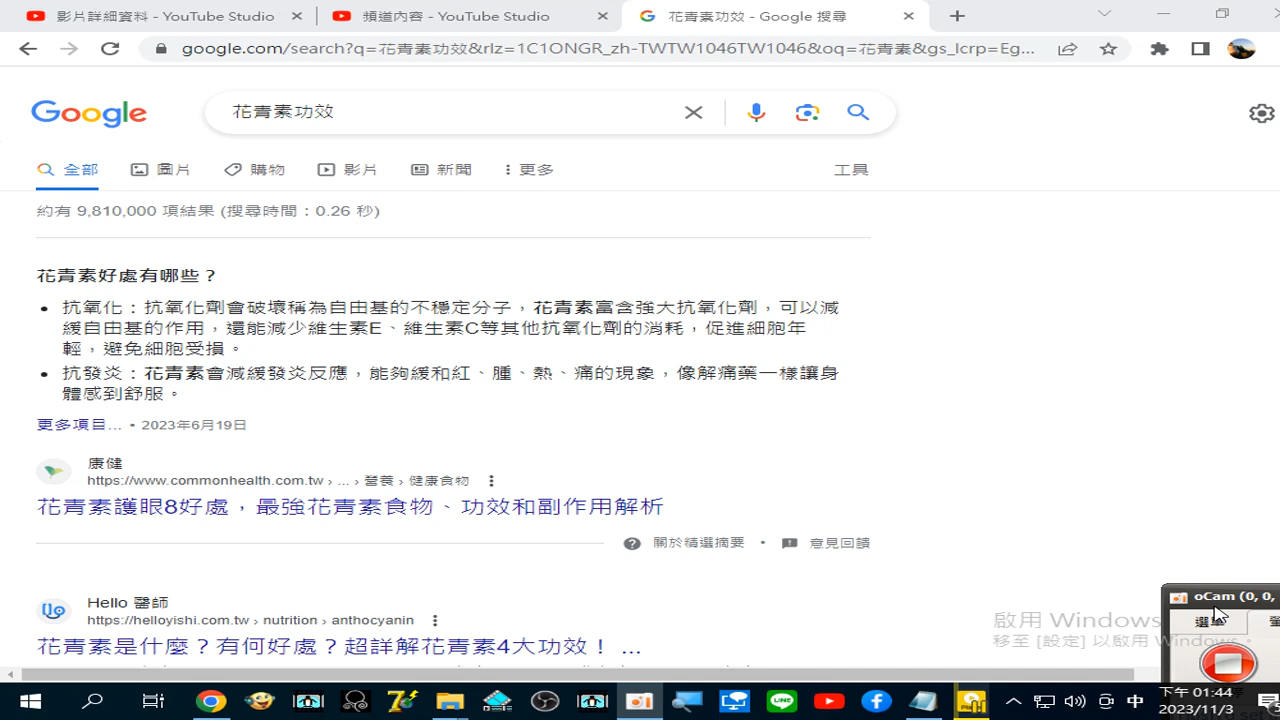 影片詳細資料 - YouTube Studio
頻道內容 - YouTube Studio
花青素功效 - Google 搜尋
google.com/search?q=花青素功效&rlz=1C1ONGR_zh-TWTW1046TW1046&oq=花青素&gs_lcrp=Eg...
Google
花青素功效
全部
圖片
購物
影片
新聞
更多
工具
約有 9,810,000 項結果 (搜尋時間：0.26 秒)
花青素好處有哪些？
抗氧化：抗氧化劑會破壞稱為自由基的不穩定分子，花青素富含強大抗氧化劑，可以減
緩自由基的作用，還能減少維生素E、維生素C等其他抗氧化劑的消耗，促進細胞年
輕，避免細胞受損。
抗發炎：花青素會減緩發炎反應，能夠緩和紅、腫、熱、痛的現象，像解痛藥一樣讓身
體感到舒服。
更多項目... • 2023年6月19日
康健
https://www.commonhealth.com.tw › ... › 營養 › 健康食物
花青素護眼8好處，最強花青素食物、功效和副作用解析
關於精選摘要 • 意見回饋
Hello 醫師
https://helloyishi.com.tw › nutrition › anthocyanin
花青素是什麼？有何好處？超詳解花青素4大功效！ ...
啟用 Windows
移至 [設定] 以啟用 Windows。
oCam (0, 0,
中
下午 01:44
2023/11/3